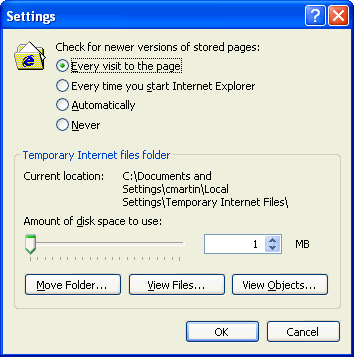 Settings
Check for newer versions of stored pages:
Every visit to the page
Every time you start Internet Explorer
Automatically
Never
Temporary Internet files folder
Current location: C:\Documents and
Settings\cmartin\Local
Settings\Temporary Internet Files\
Amount of disk space to use:
1 MB
Move Folder... View Files... View Objects...
OK Cancel